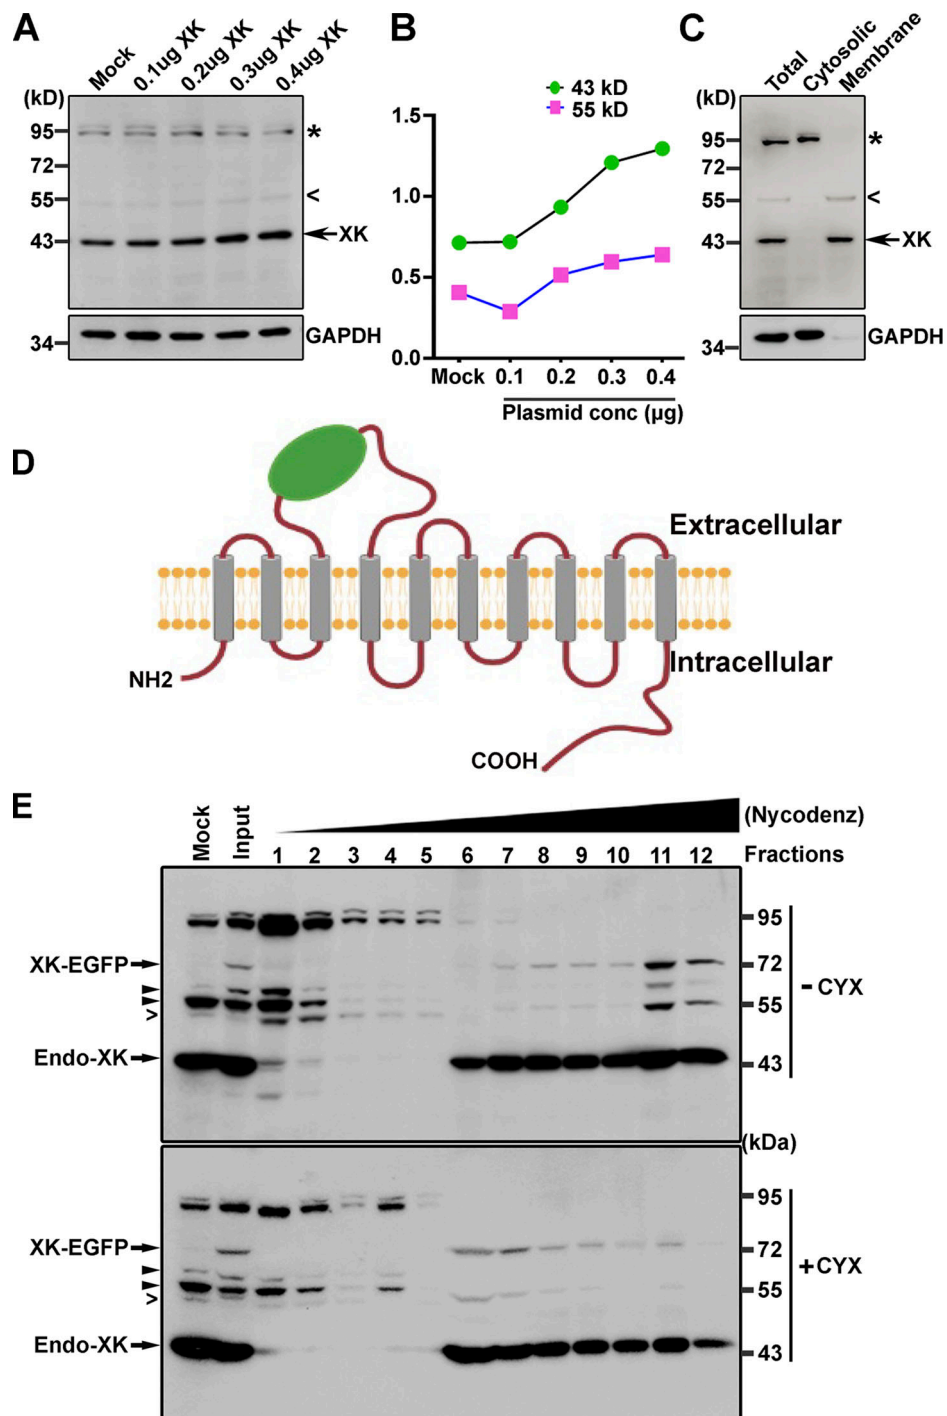 A
Mock
0.1ug XK
0.2ug XK
0.3ug XK
0.4ug XK
(kD)
95
*
72
55
<
43
XK
34
GAPDH
B
43 kD
55 kD
1.5
1.0
0.5
0.0
Mock 0.1 0.2 0.3 0.4
Plasmid conc (µg)
C
Total
Cytosolic
Membrane
(kD)
95
*
72
55
<
43
XK
34
GAPDH
D
Extracellular
Intracellular
NH2
COOH
E
Mock
Input
(Nycodenz)
1 2 3 4 5 6 7 8 9 10 11 12 Fractions
95
XK-EGFP
72
- CYX
55
>
Endo-XK
43
(kDa)
95
XK-EGFP
72
+ CYX
55
>
Endo-XK
43